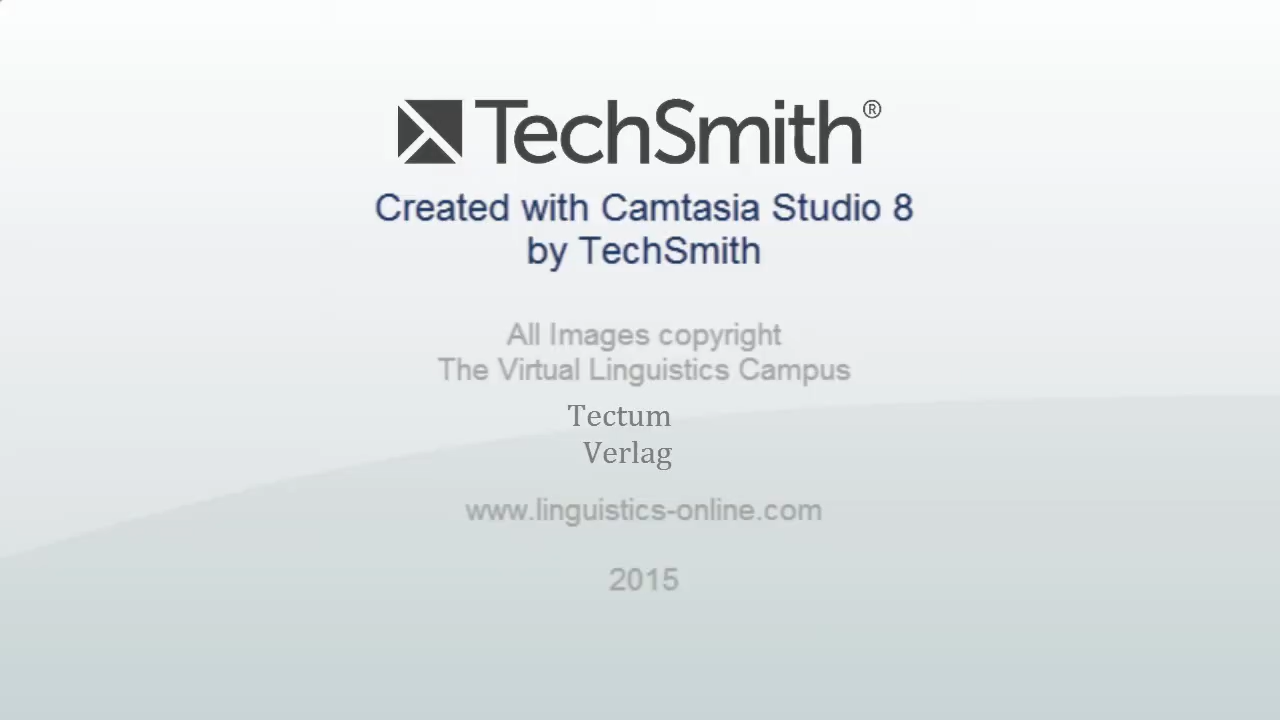 TechSmith®
Created with Camtasia Studio 8
by TechSmith
All Images copyright
The Virtual Linguistics Campus
Tectum
Verlag
www.linguistics-online.com
2015